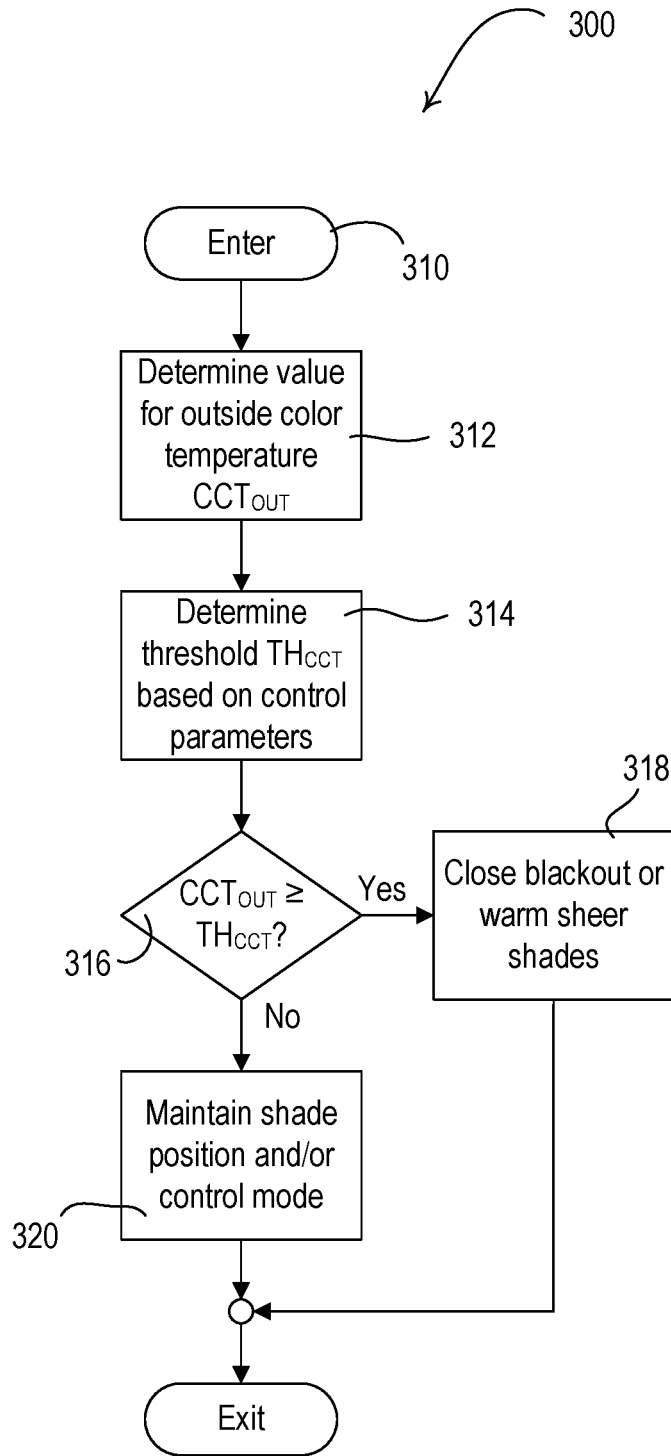 300
Enter
310
Determine value
for outside color
temperature
CCTOUT
312
Determine
threshold THCCT
based on control
parameters
314
CCTOUT ≥
THCCT?
316
Yes
318
Close blackout or
warm sheer
shades
No
Maintain shade
position and/or
control mode
320
Exit